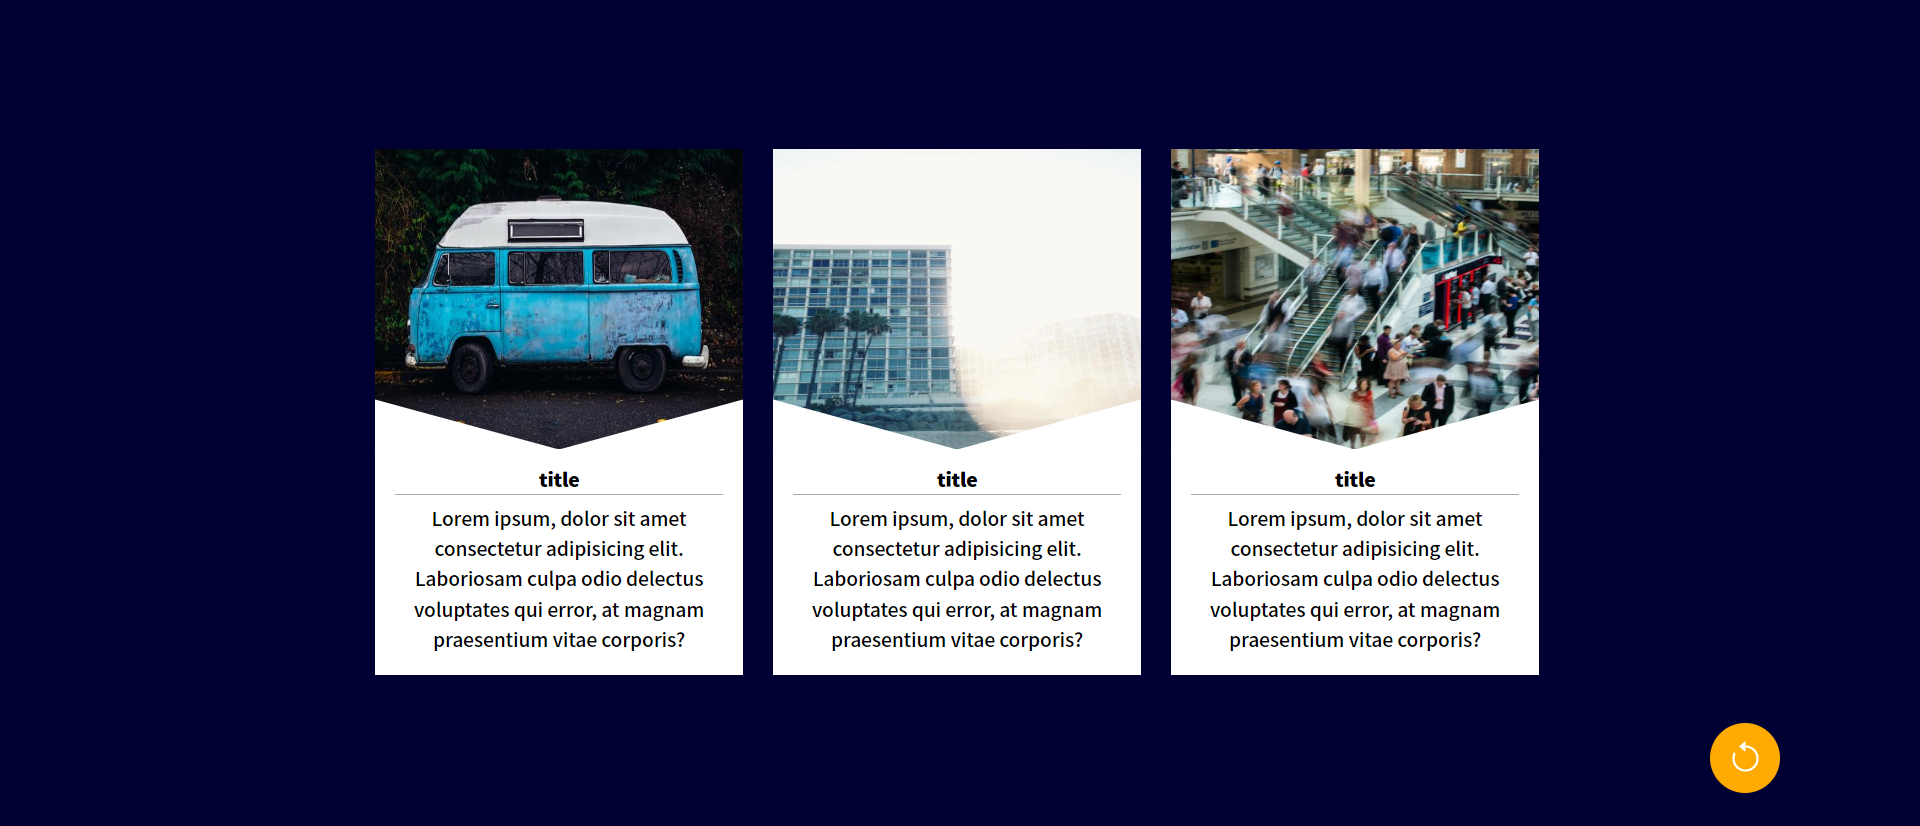 title
Lorem ipsum, dolor sit amet
consectetur adipisicing elit.
Laboriosam culpa odio delectus
voluptates qui error, at magnam
praesentium vitae corporis?
title
Lorem ipsum, dolor sit amet
consectetur adipisicing elit.
Laboriosam culpa odio delectus
voluptates qui error, at magnam
praesentium vitae corporis?
title
Lorem ipsum, dolor sit amet
consectetur adipisicing elit.
Laboriosam culpa odio delectus
voluptates qui error, at magnam
praesentium vitae corporis?